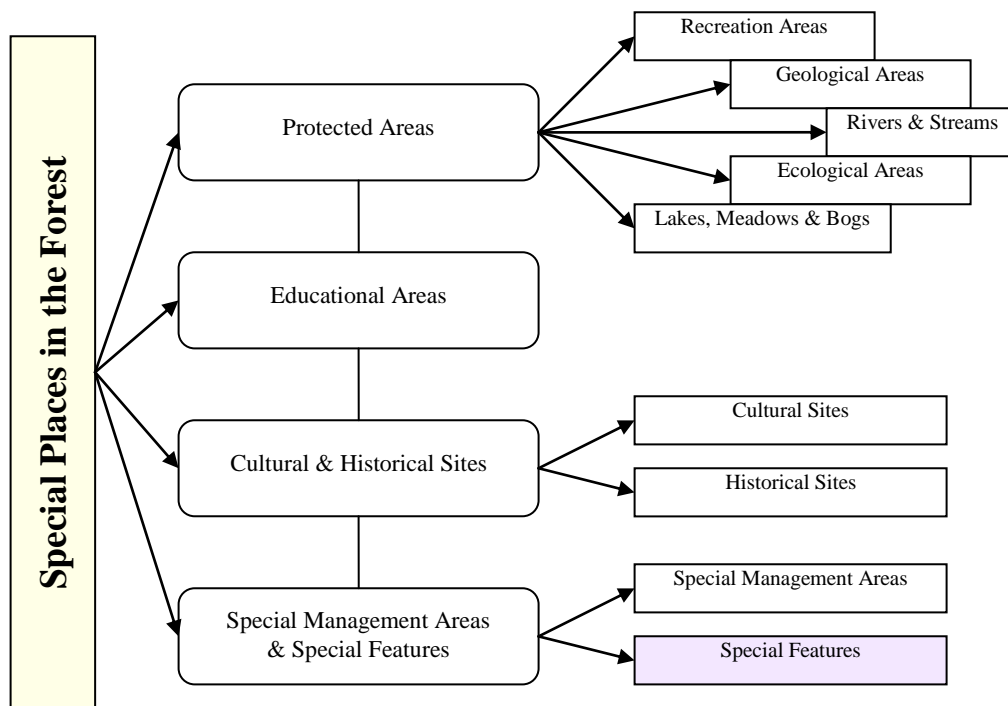 Special Places in the Forest
Protected Areas
Recreation Areas
Geological Areas
Rivers & Streams
Ecological Areas
Lakes, Meadows & Bogs
Educational Areas
Cultural & Historical Sites
Cultural Sites
Historical Sites
Special Management Areas
& Special Features
Special Management Areas
Special Features